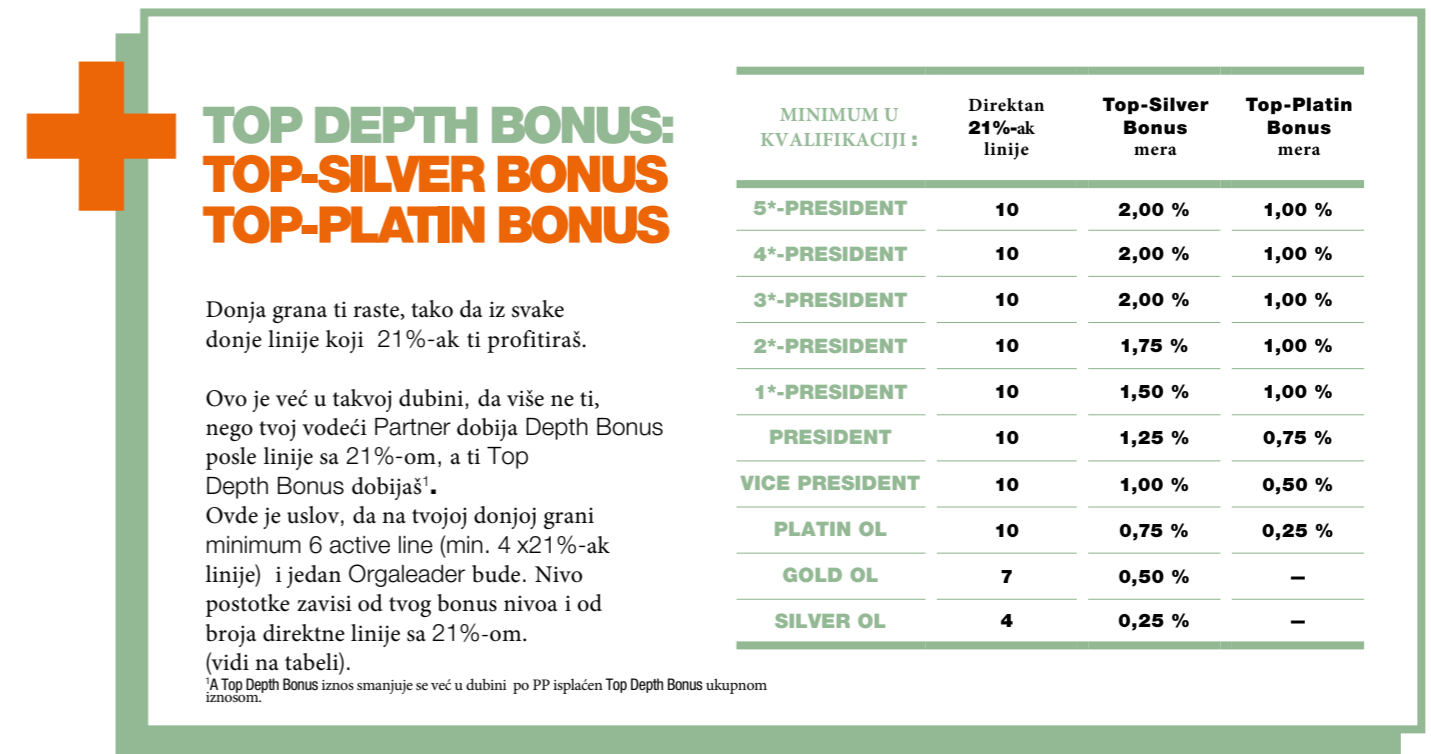 TOP DEPTH BONUS:
TOP-SILVER BONUS
TOP-PLATIN BONUS
Donja grana ti raste, tako da iz svake
donje linije koji 21%-ak ti profitiraš.
Ovo je već u takvoj dubini, da više ne ti,
nego tvoj vodeći Partner dobija Depth Bonus
posle linije sa 21%-om, a ti Top
Depth Bonus dobijaš¹.
Ovde je uslov, da na tvojoj donjoj grani
minimum 6 active line (min. 4 x21%-ak
linije) i jedan Orgaleader bude. Nivo
postotke zavisi od tvog bonus nivoa i od
broja direktne linije sa 21%-om.
(vidi na tabeli).
¹A Top Depth Bonus iznos smanjuje se već u dubini po PP isplaćen Top Depth Bonus ukupnom
iznosom.
MINIMUM U
KVALIFIKACIJI :
Direktan
21%-ak
linije
Top-Silver
Bonus
mera
Top-Platin
Bonus
mera
5*-PRESIDENT 10 2,00 % 1,00 %
4*-PRESIDENT 10 2,00 % 1,00 %
3*-PRESIDENT 10 2,00 % 1,00 %
2*-PRESIDENT 10 1,75 % 1,00 %
1*-PRESIDENT 10 1,50 % 1,00 %
PRESIDENT 10 1,25 % 0,75 %
VICE PRESIDENT 10 1,00 % 0,50 %
PLATIN OL 10 0,75 % 0,25 %
GOLD OL 7 0,50 % –
SILVER OL 4 0,25 % –